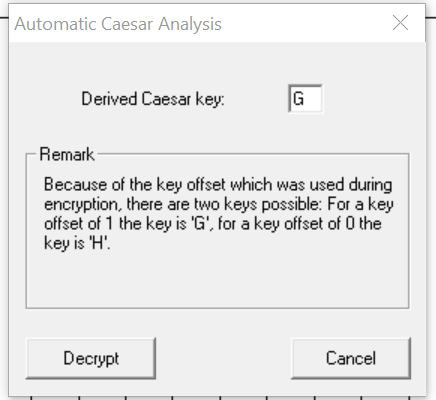 Automatic Caesar Analysis
Derived Caesar key: G
Remark
Because of the key offset which was used during
encryption, there are two keys possible: For a key
offset of 1 the key is 'G', for a key offset of 0 the
key is 'H'.
Decrypt Cancel